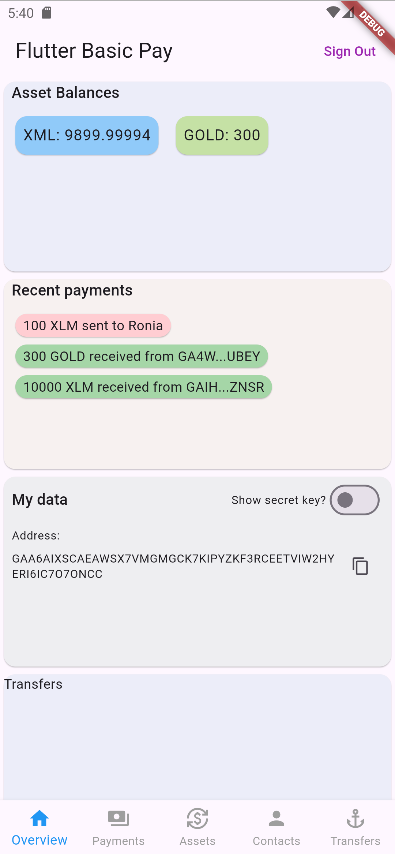 5:40
DEBUG
Flutter Basic Pay
Sign Out
Asset Balances
XML: 9899.99994
GOLD: 300
Recent payments
100 XLM sent to Ronia
300 GOLD received from GA4W...UBEY
10000 XLM received from GAIH...ZNSR
My data
Show secret key?
Address:
GAA6AIXSCAEAWSX7VMGMGCK7KIPYZKF3RCEETVIW2HY
ERI6IC7O7ONCC
Transfers
Overview
Payments
Assets
Contacts
Transfers